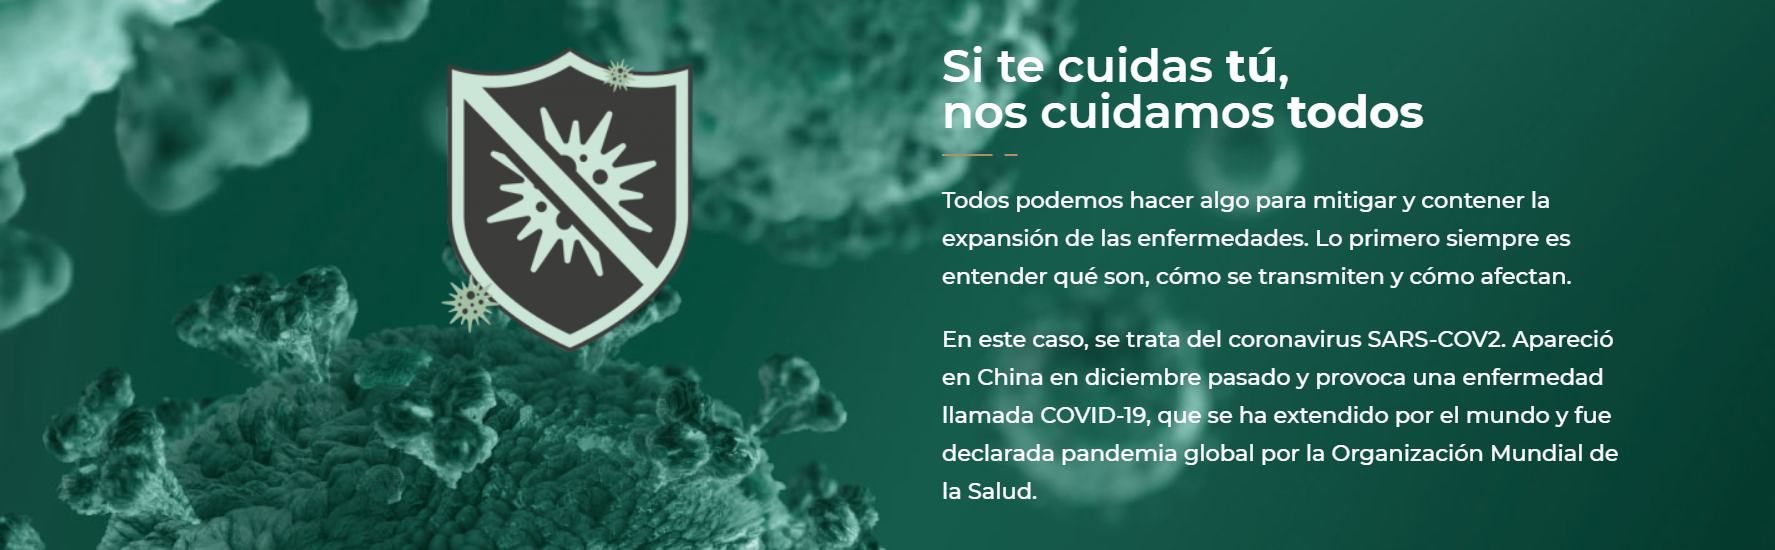 Si te cuidas tú,
nos cuidamos todos
Todos podemos hacer algo para mitigar y contener la
expansión de las enfermedades. Lo primero siempre es
entender qué son, cómo se transmiten y cómo afectan.
En este caso, se trata del coronavirus SARS-COV2. Apareció
en China en diciembre pasado y provoca una enfermedad
llamada COVID-19, que se ha extendido por el mundo y fue
declarada pandemia global por la Organización Mundial de
la Salud.